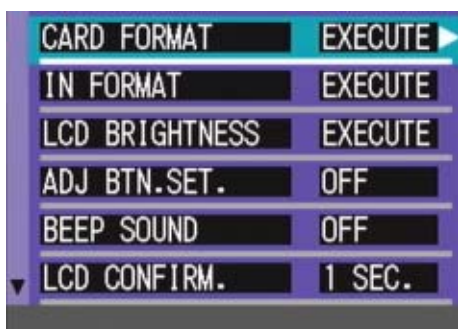 CARD FORMAT EXECUTE
IN FORMAT EXECUTE
LCD BRIGHTNESS EXECUTE
ADJ BTN.SET. OFF
BEEP SOUND OFF
LCD CONFIRM. 1 SEC.